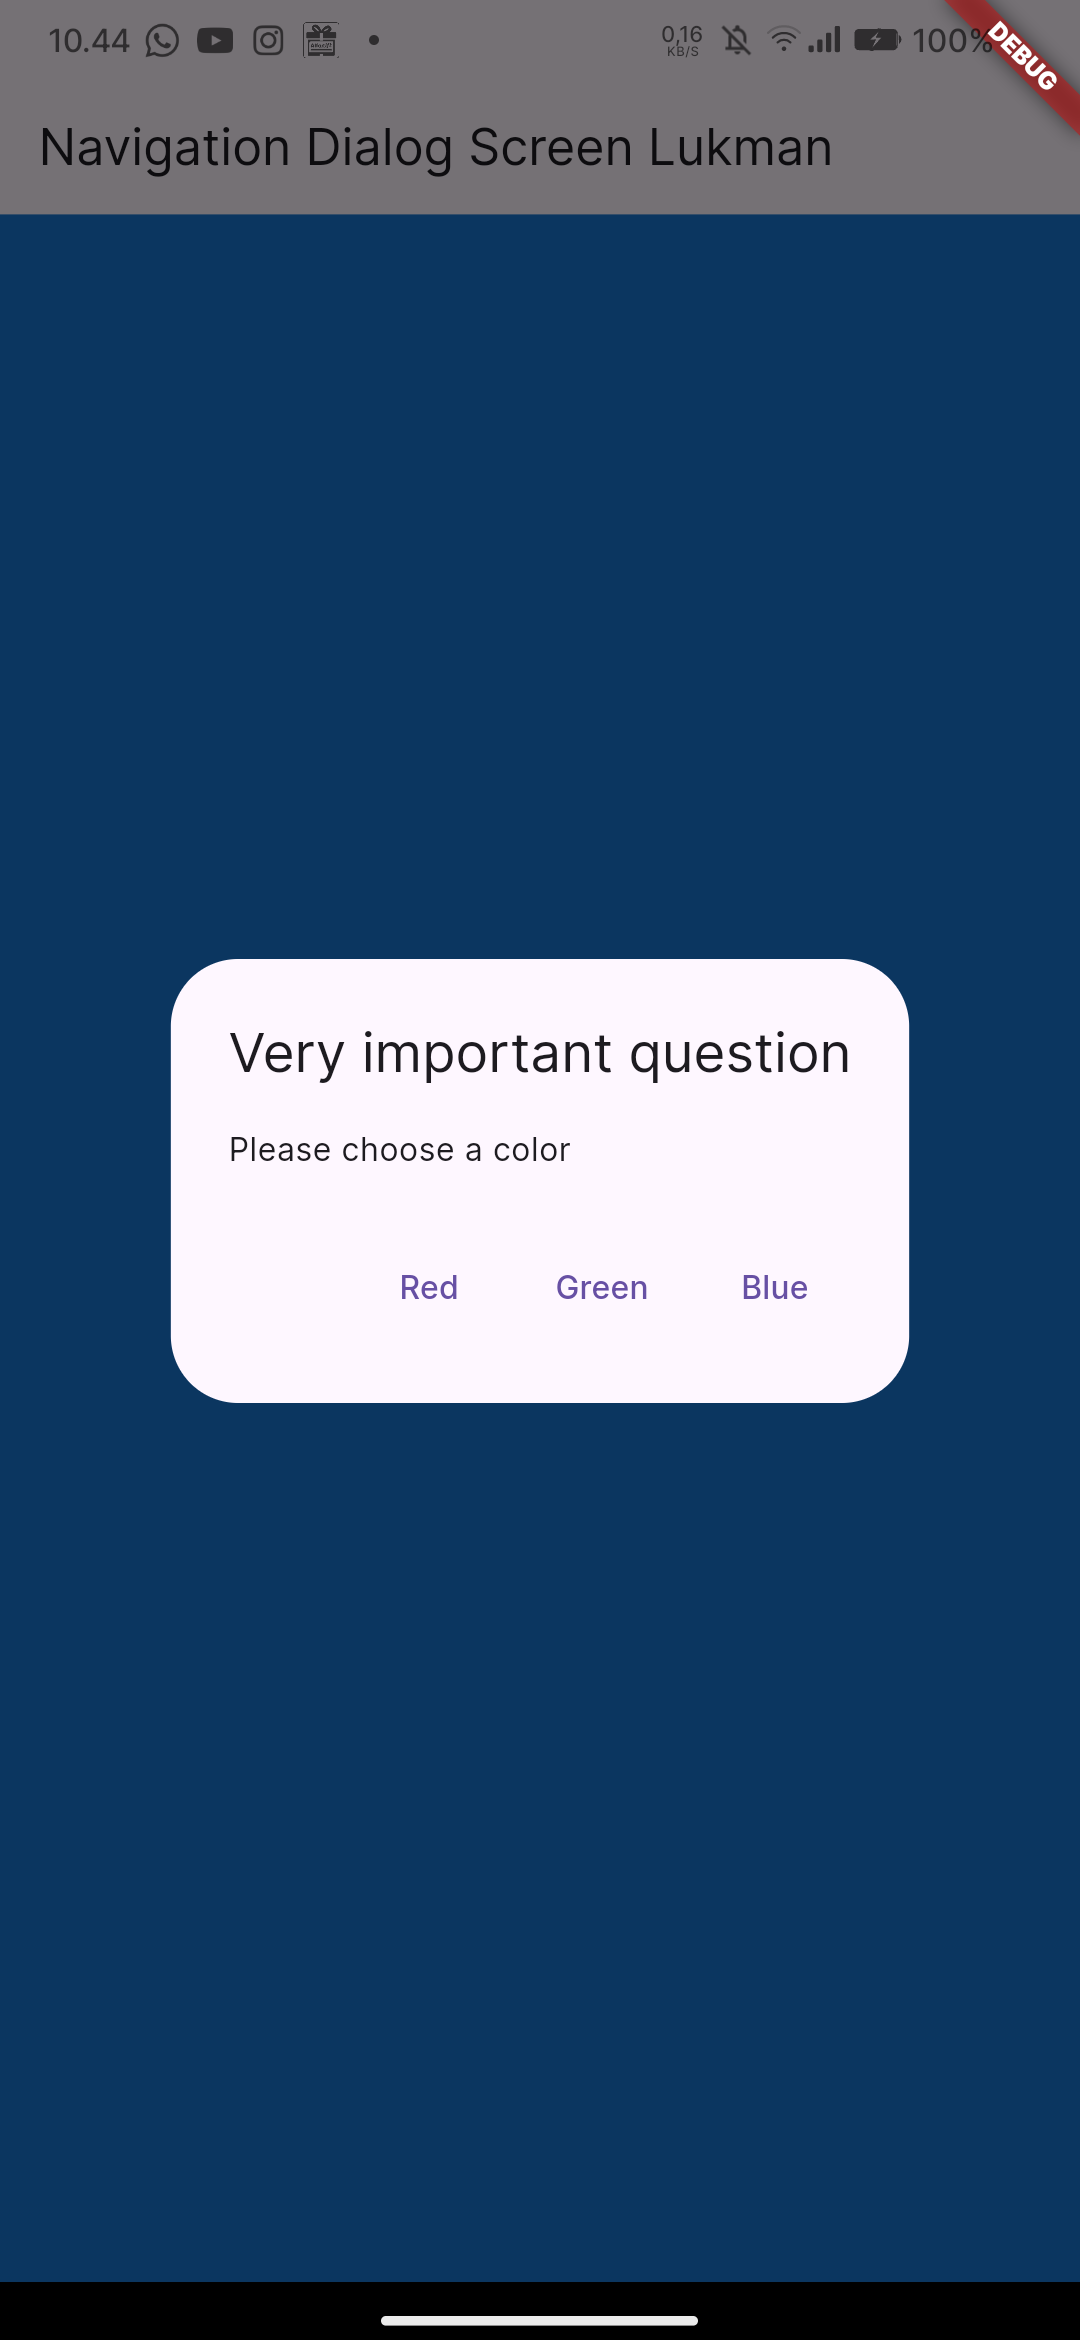 10.44
0,16
KB/S
100%
DEBUG
Navigation Dialog Screen Lukman
Very important question
Please choose a color
Red Green Blue